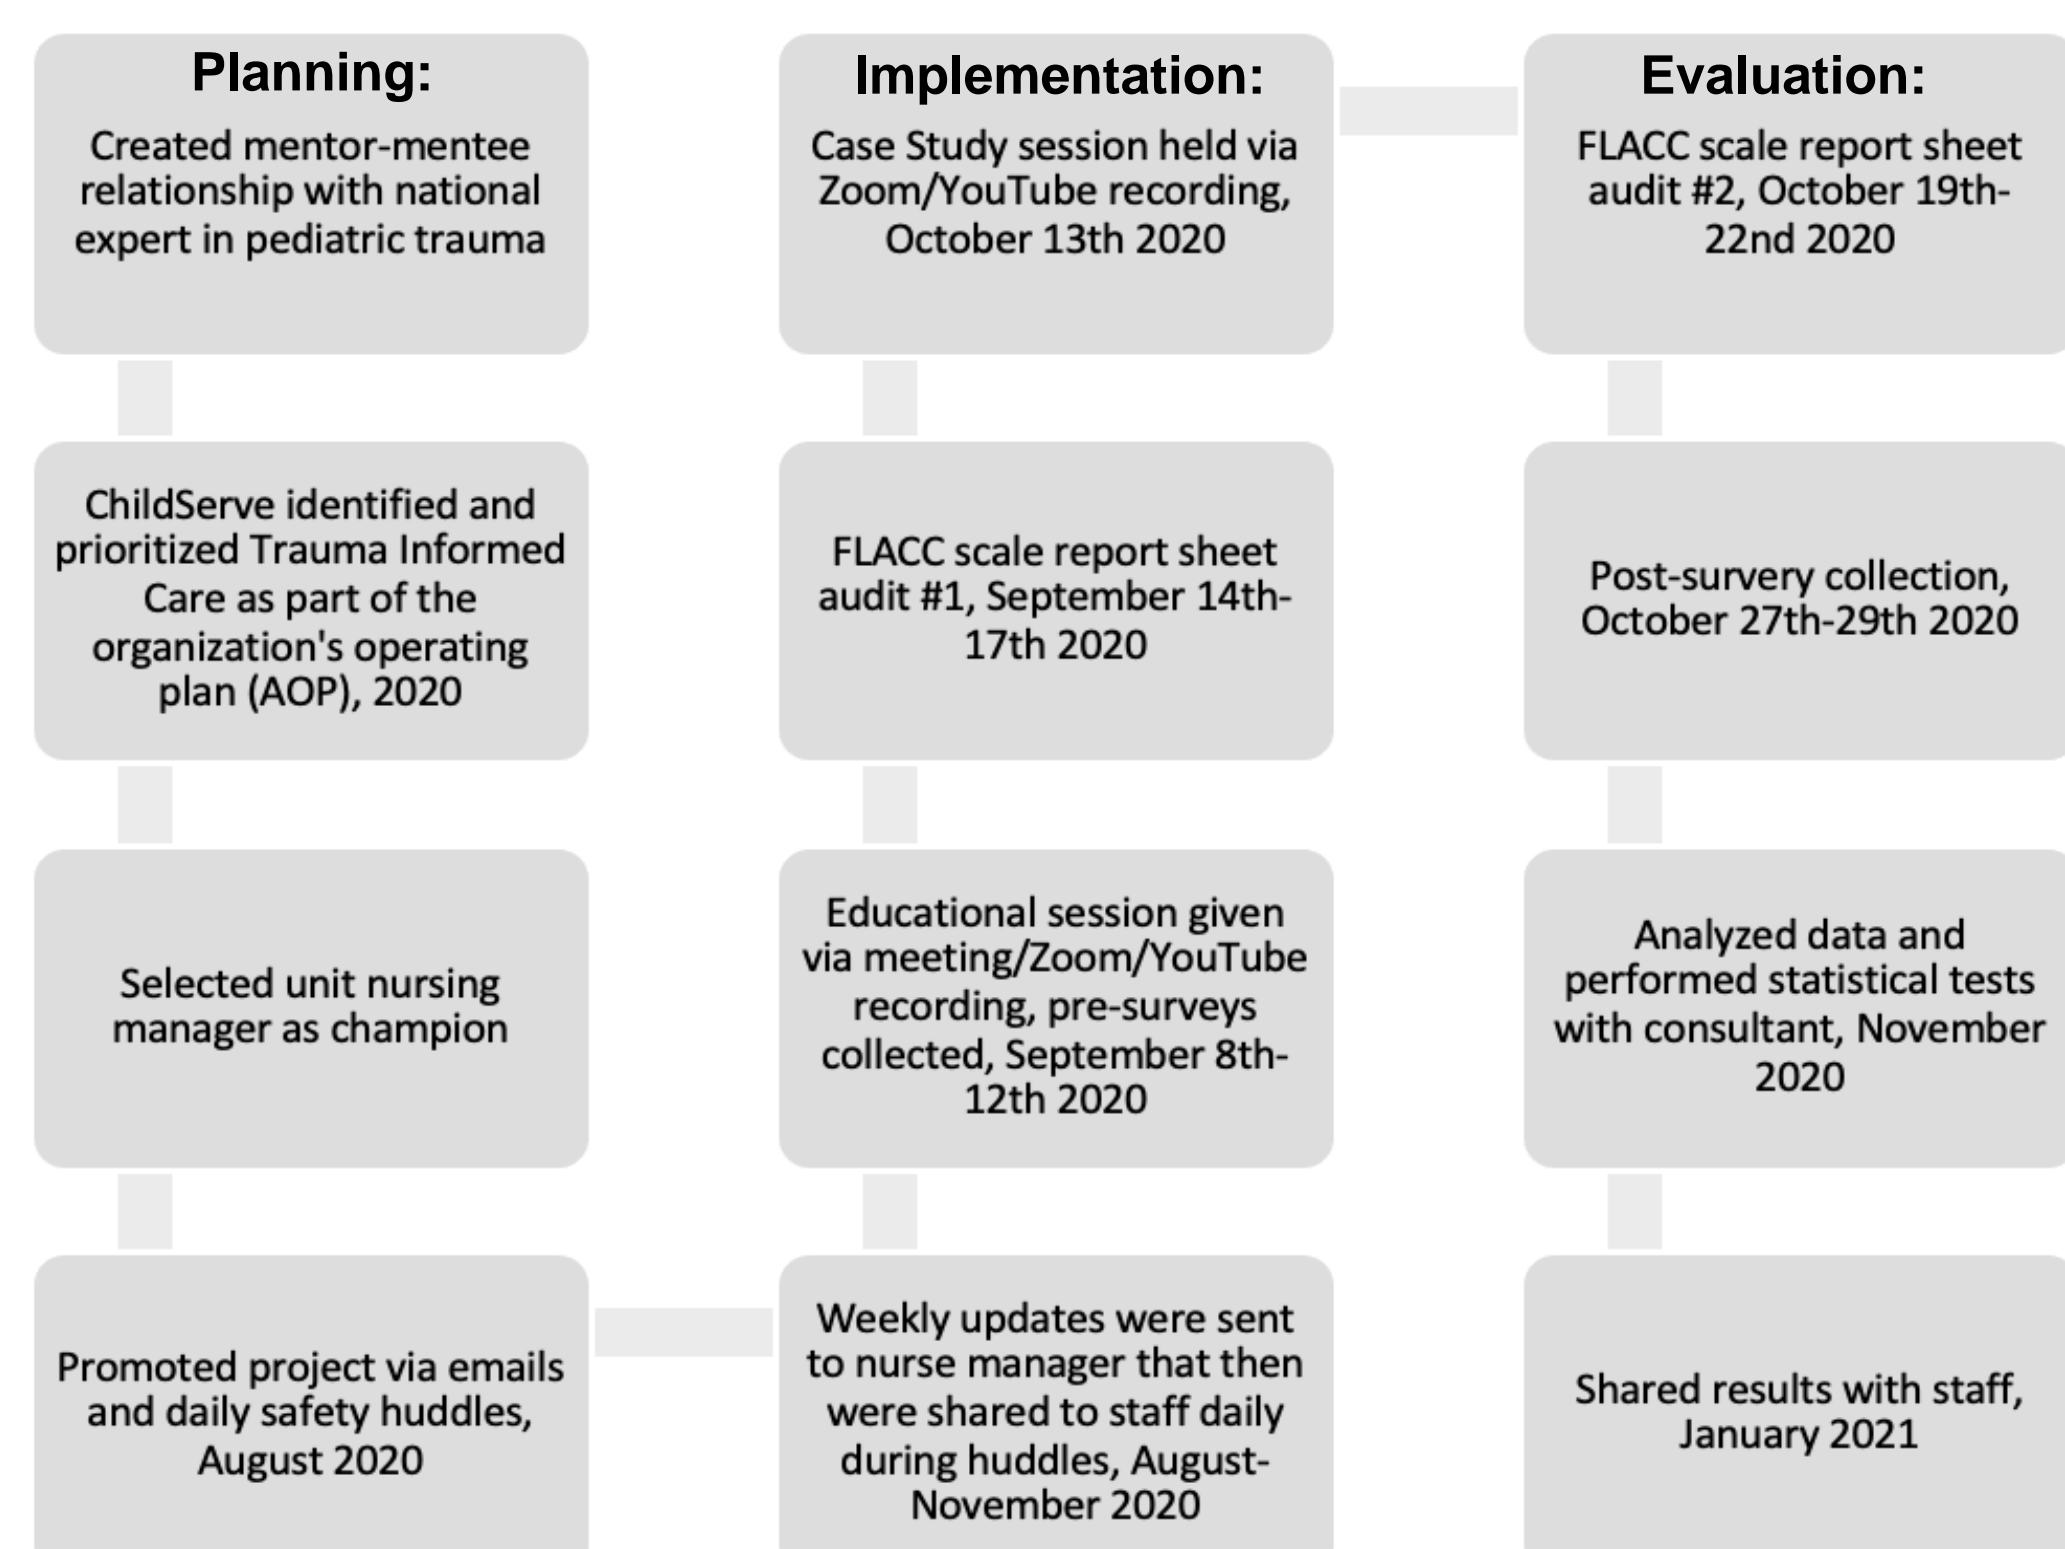 Planning:
Created mentor-mentee
relationship with national
expert in pediatric trauma
ChildServe identified and
prioritized Trauma Informed
Care as part of the
organization's operating
plan (AOP), 2020
Selected unit nursing
manager as champion
Promoted project via emails
and daily safety huddles,
August 2020
Implementation:
Case Study session held via
Zoom/YouTube recording,
October 13th 2020
FLACC scale report sheet
audit #1, September 14th-
17th 2020
Educational session given
via meeting/Zoom/YouTube
recording, pre-surveys
collected, September 8th-
12th 2020
Weekly updates were sent
to nurse manager that then
were shared to staff daily
during huddles, August-
November 2020
Evaluation:
FLACC scale report sheet
audit #2, October 19th-
22nd 2020
Post-survery collection,
October 27th-29th 2020
Analyzed data and
performed statistical tests
with consultant, November
2020
Shared results with staff,
January 2021